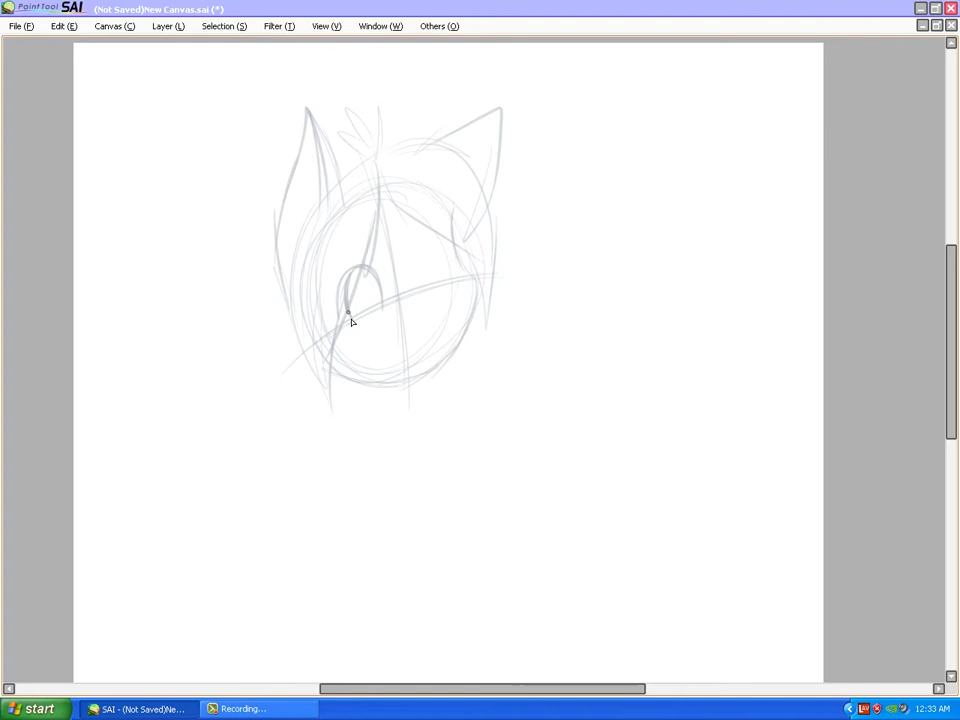 PaintTool SAI (Not Saved)New Canvas.sai (*)
File (F) Edit (E) Canvas (C) Layer (L) Selection (S) Filter (T) View (V) Window (W) Others (O)
start SAI - (Not Saved)Ne... Recording... 12:33 AM